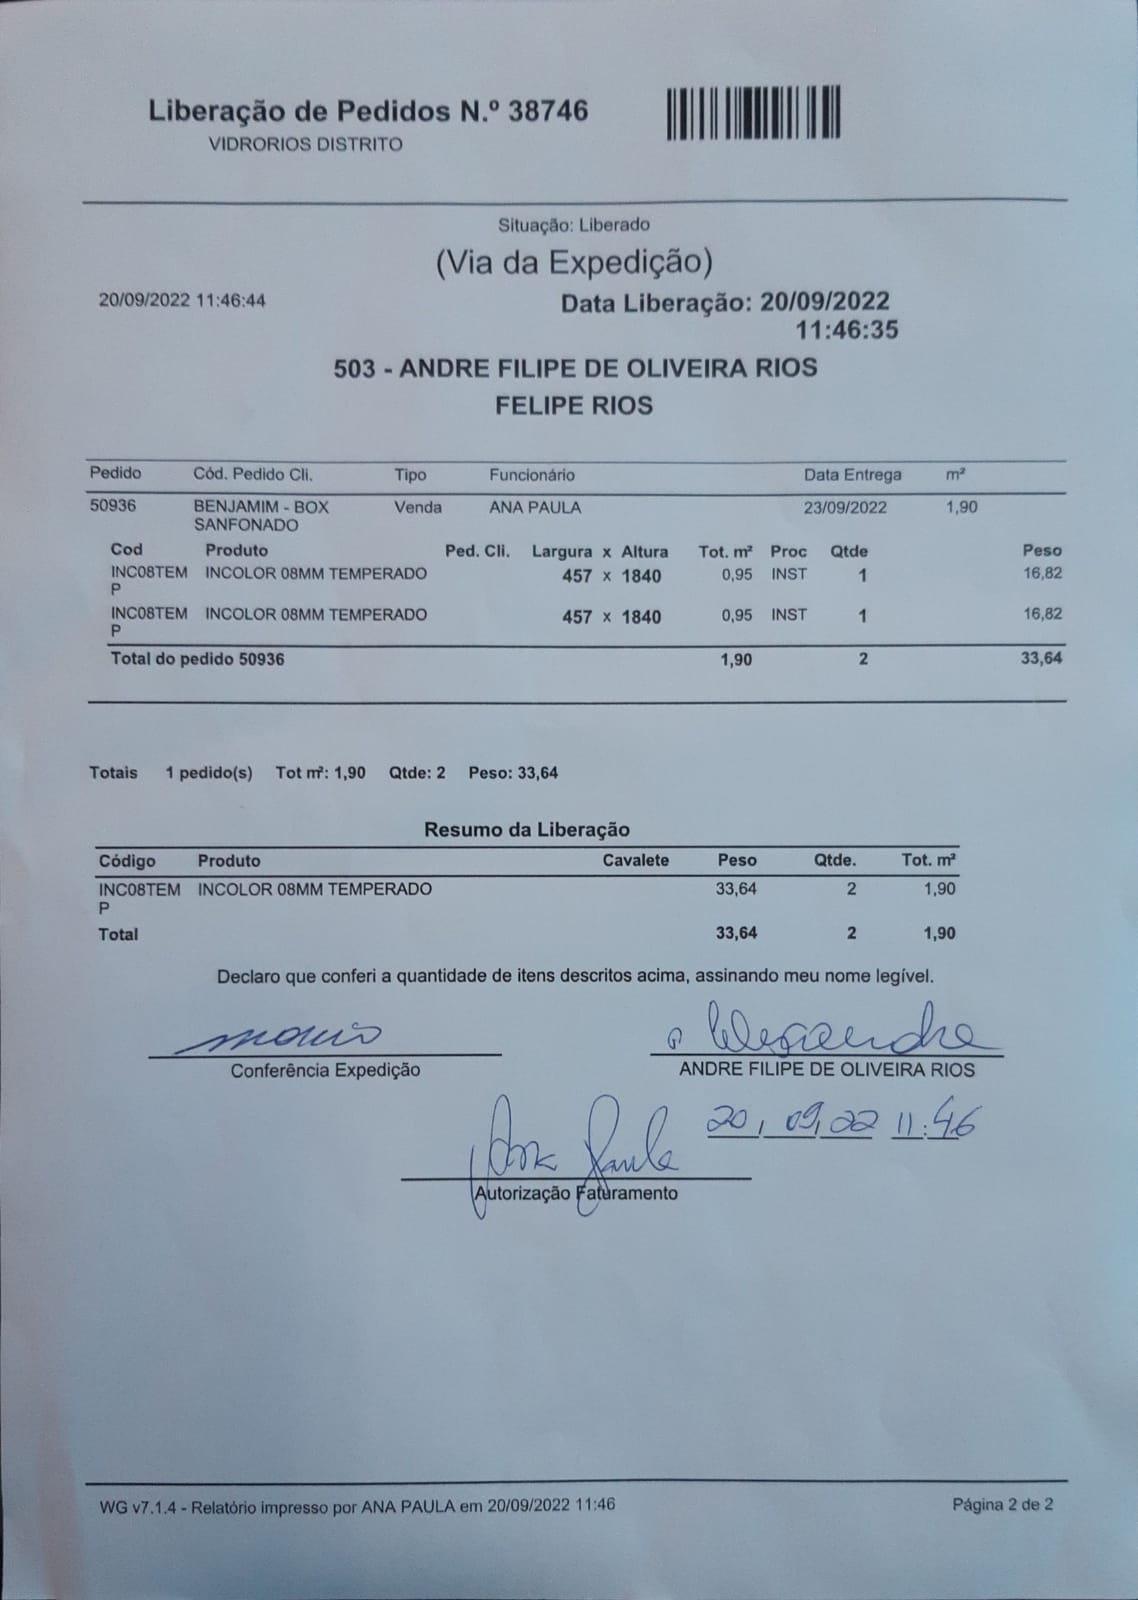 Liberação de Pedidos N.º 38746
VIDRORIOS DISTRITO
Situação: Liberado
(Via da Expedição)
20/09/2022 11:46:44 Data Liberação: 20/09/2022
11:46:35
503 - ANDRE FILIPE DE OLIVEIRA RIOS
FELIPE RIOS
Pedido Cód. Pedido Cli. Tipo Funcionário Data Entrega m²
50936 BENJAMIM - BOX Venda ANA PAULA 23/09/2022 1,90
SANFONADO
Cod Produto Ped. Cli. Largura x Altura Tot. m² Proc Qtde Peso
INC08TEM INCOLOR 08MM TEMPERADO 457 x 1840 0,95 INST 1 16,82
P
INC08TEM INCOLOR 08MM TEMPERADO 457 x 1840 0,95 INST 1 16,82
P
Total do pedido 50936 1,90 2 33,64
Totais 1 pedido(s) Tot m²: 1,90 Qtde: 2 Peso: 33,64
Resumo da Liberação
Código Produto Cavalete Peso Qtde. Tot. m²
INC08TEM INCOLOR 08MM TEMPERADO 33,64 2 1,90
P
Total 33,64 2 1,90
Declaro que conferi a quantidade de itens descritos acima, assinando meu nome legível.
Conferência Expedição ANDRE FILIPE DE OLIVEIRA RIOS
Ana Paula 20, 09, 22 11:46
Autorização Faturamento
WG v7.1.4 - Relatório impresso por ANA PAULA em 20/09/2022 11:46 Página 2 de 2